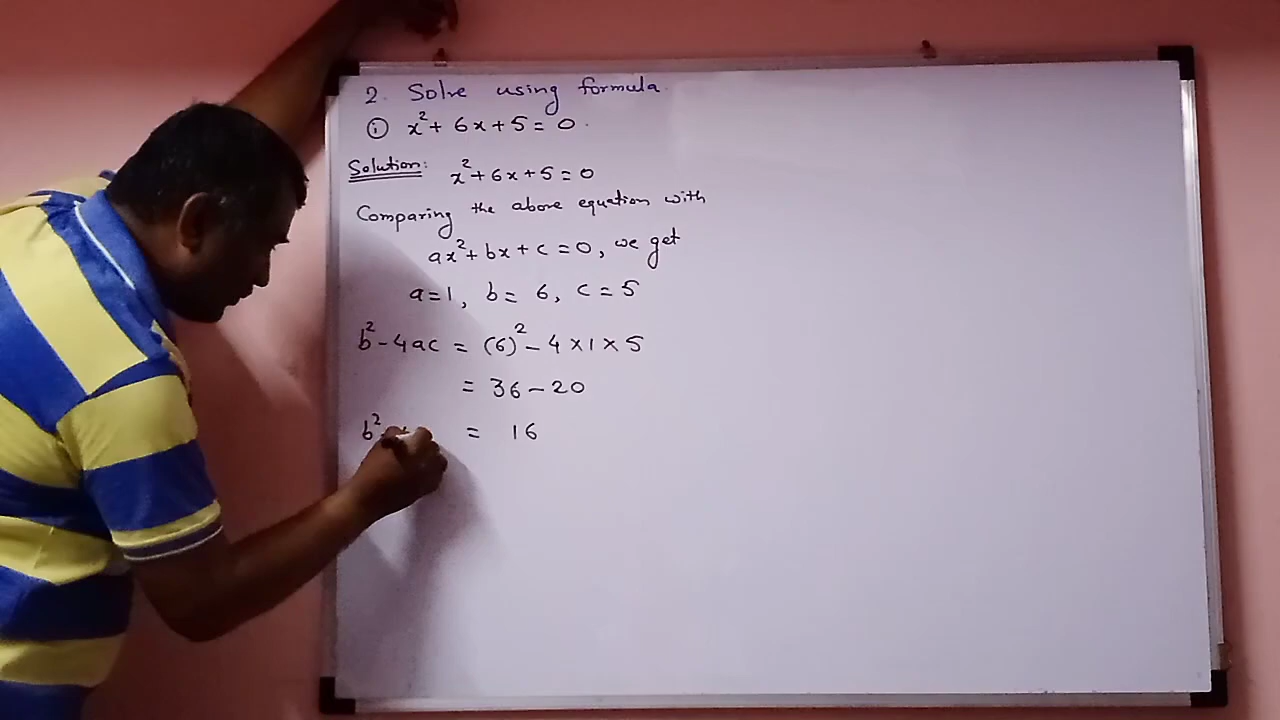 2. Solve using formula.
(i) x² + 6x + 5 = 0.
Solution: x² + 6x + 5 = 0
Comparing the above equation with
ax² + bx + c = 0, we get
a = 1, b = 6, c = 5
b² - 4ac = (6)² - 4 × 1 × 5
= 36 - 20
b² = 16